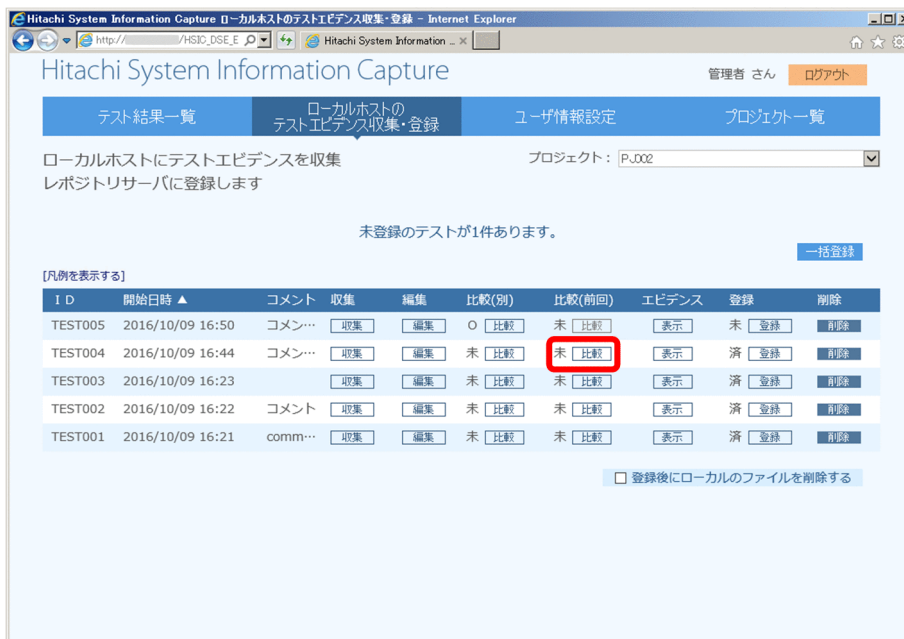 Hitachi System Information Capture ローカルホストのテストエビデンス収集・登録 - Internet Explorer
http:// /HSIC_DSE_E
Hitachi System Information ...
Hitachi System Information Capture
管理者 さん ログアウト
テスト結果一覧 ローカルホストの
テストエビデンス収集・登録 ユーザ情報設定 プロジェクト一覧
ローカルホストにテストエビデンスを収集
レポジトリサーバに登録します
プロジェクト： PJ002
未登録のテストが1件あります。
一括登録
[凡例を表示する]
ＩＤ 開始日時 ▲ コメント 収集 編集 比較(別) 比較(前回) エビデンス 登録 削除
TEST005 2016/10/09 16:50 コメン… 収集 編集 O 比較 未 比較 表示 未 登録 削除
TEST004 2016/10/09 16:44 コメン… 収集 編集 未 比較 未 比較 表示 済 登録 削除
TEST003 2016/10/09 16:23 収集 編集 未 比較 未 比較 表示 済 登録 削除
TEST002 2016/10/09 16:22 コメント 収集 編集 未 比較 未 比較 表示 済 登録 削除
TEST001 2016/10/09 16:21 comm… 収集 編集 未 比較 未 比較 表示 済 登録 削除
登録後にローカルのファイルを削除する